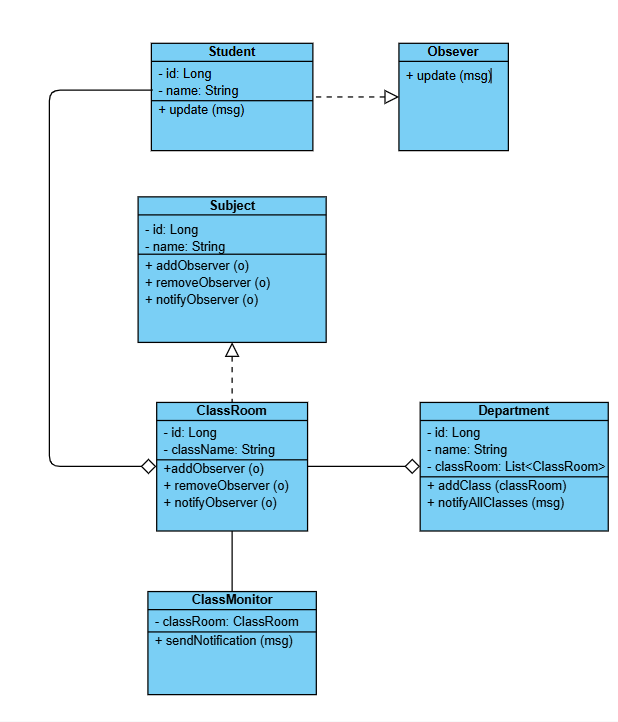 Student
- id: Long
- name: String
+ update (msg)
Obsever
+ update (msg)
Subject
- id: Long
- name: String
+ addObserver (o)
+ removeObserver (o)
+ notifyObserver (o)
ClassRoom
- id: Long
- className: String
+addObserver (o)
+ removeObserver (o)
+ notifyObserver (o)
Department
- id: Long
- name: String
- classRoom: List<ClassRoom>
+ addClass (classRoom)
+ notifyAllClasses (msg)
ClassMonitor
- classRoom: ClassRoom
+ sendNotification (msg)